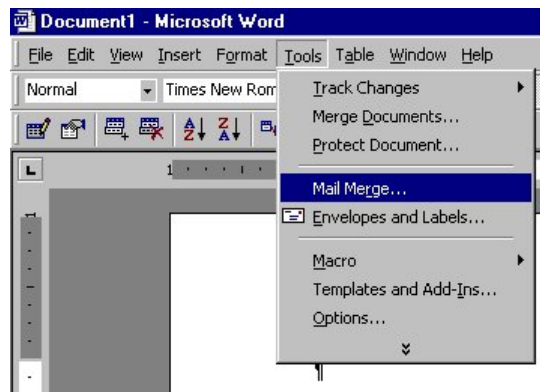 Document1 - Microsoft Word
File Edit View Insert Format Tools Table Window Help
Normal Times New Rom
Track Changes
Merge Documents...
Protect Document...
Mail Merge...
Envelopes and Labels...
Macro
Templates and Add-Ins...
Options...